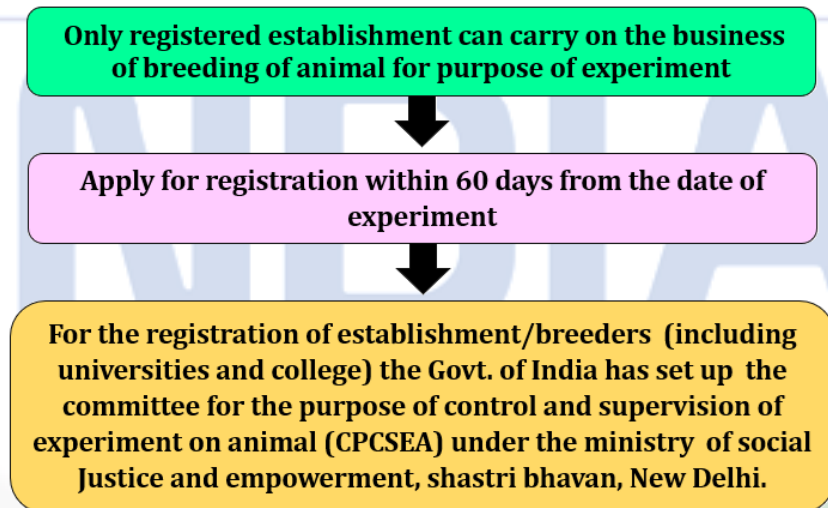 Only registered establishment can carry on the business
of breeding of animal for purpose of experiment
Apply for registration within 60 days from the date of
experiment
For the registration of establishment/breeders (including
universities and college) the Govt. of India has set up the
committee for the purpose of control and supervision of
experiment on animal (CPCSEA) under the ministry of social
Justice and empowerment, shastri bhavan, New Delhi.